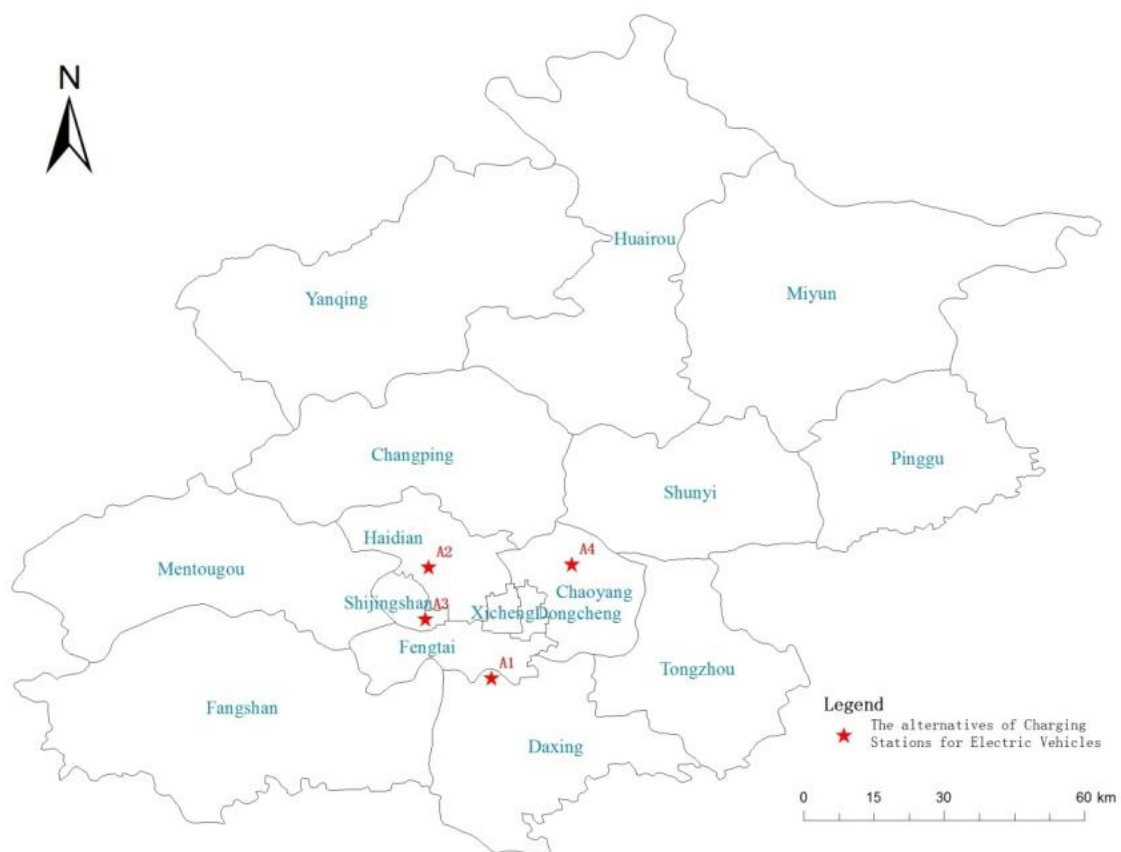 N
Huairou
Miyun
Yanqing
Changping
Pinggu
Shunyi
Haidian
A2
A4
Mentougou
Chaoyang
Shijingshan
A3
Xicheng
Dongcheng
Fengtai
A1
Tongzhou
Fangshan
Daxing
Legend
The alternatives of Charging
Stations for Electric Vehicles
0 15 30 60 km